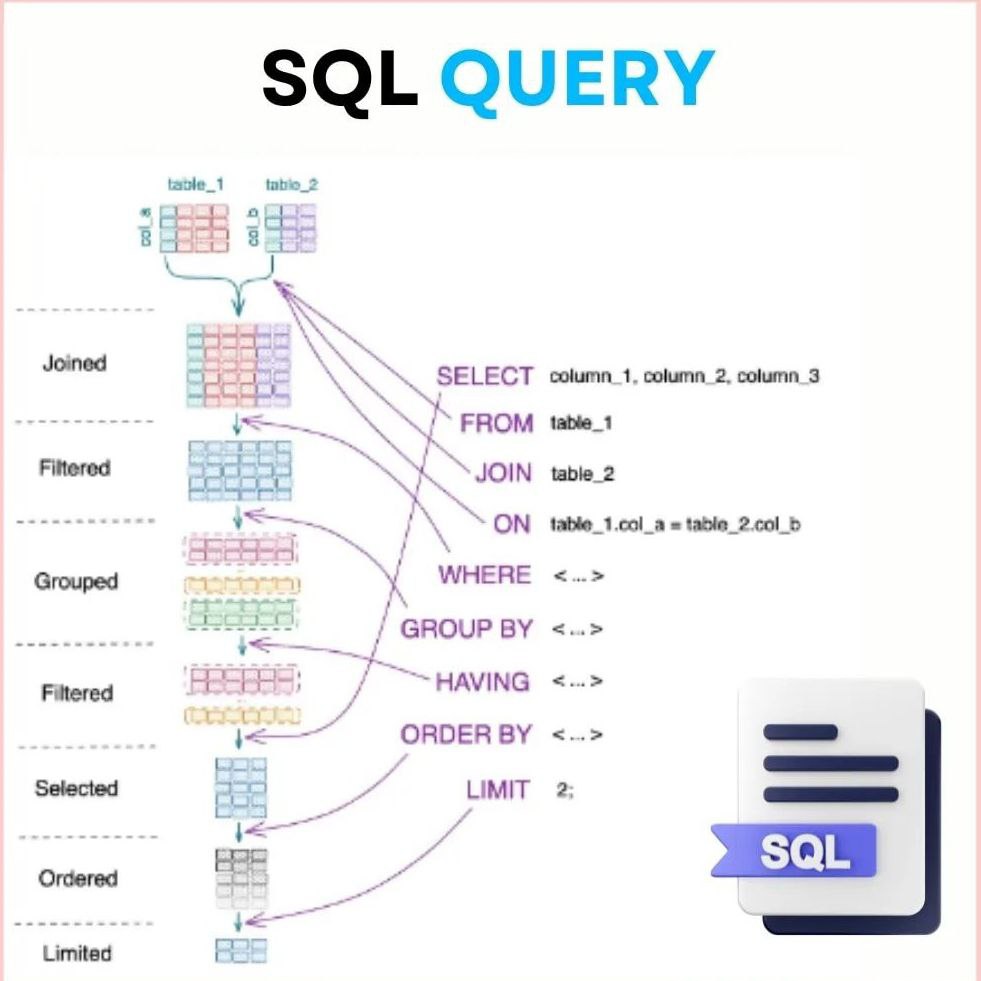 SQL QUERY
table_1 table_2
col_a
col_b
Joined
SELECT column_1, column_2, column_3
FROM table_1
JOIN table_2
Filtered
ON table_1.col_a = table_2.col_b
WHERE <...>
Grouped
GROUP BY <...>
HAVING <...>
Filtered
ORDER BY <...>
Selected
LIMIT 2;
SQL
Ordered
Limited